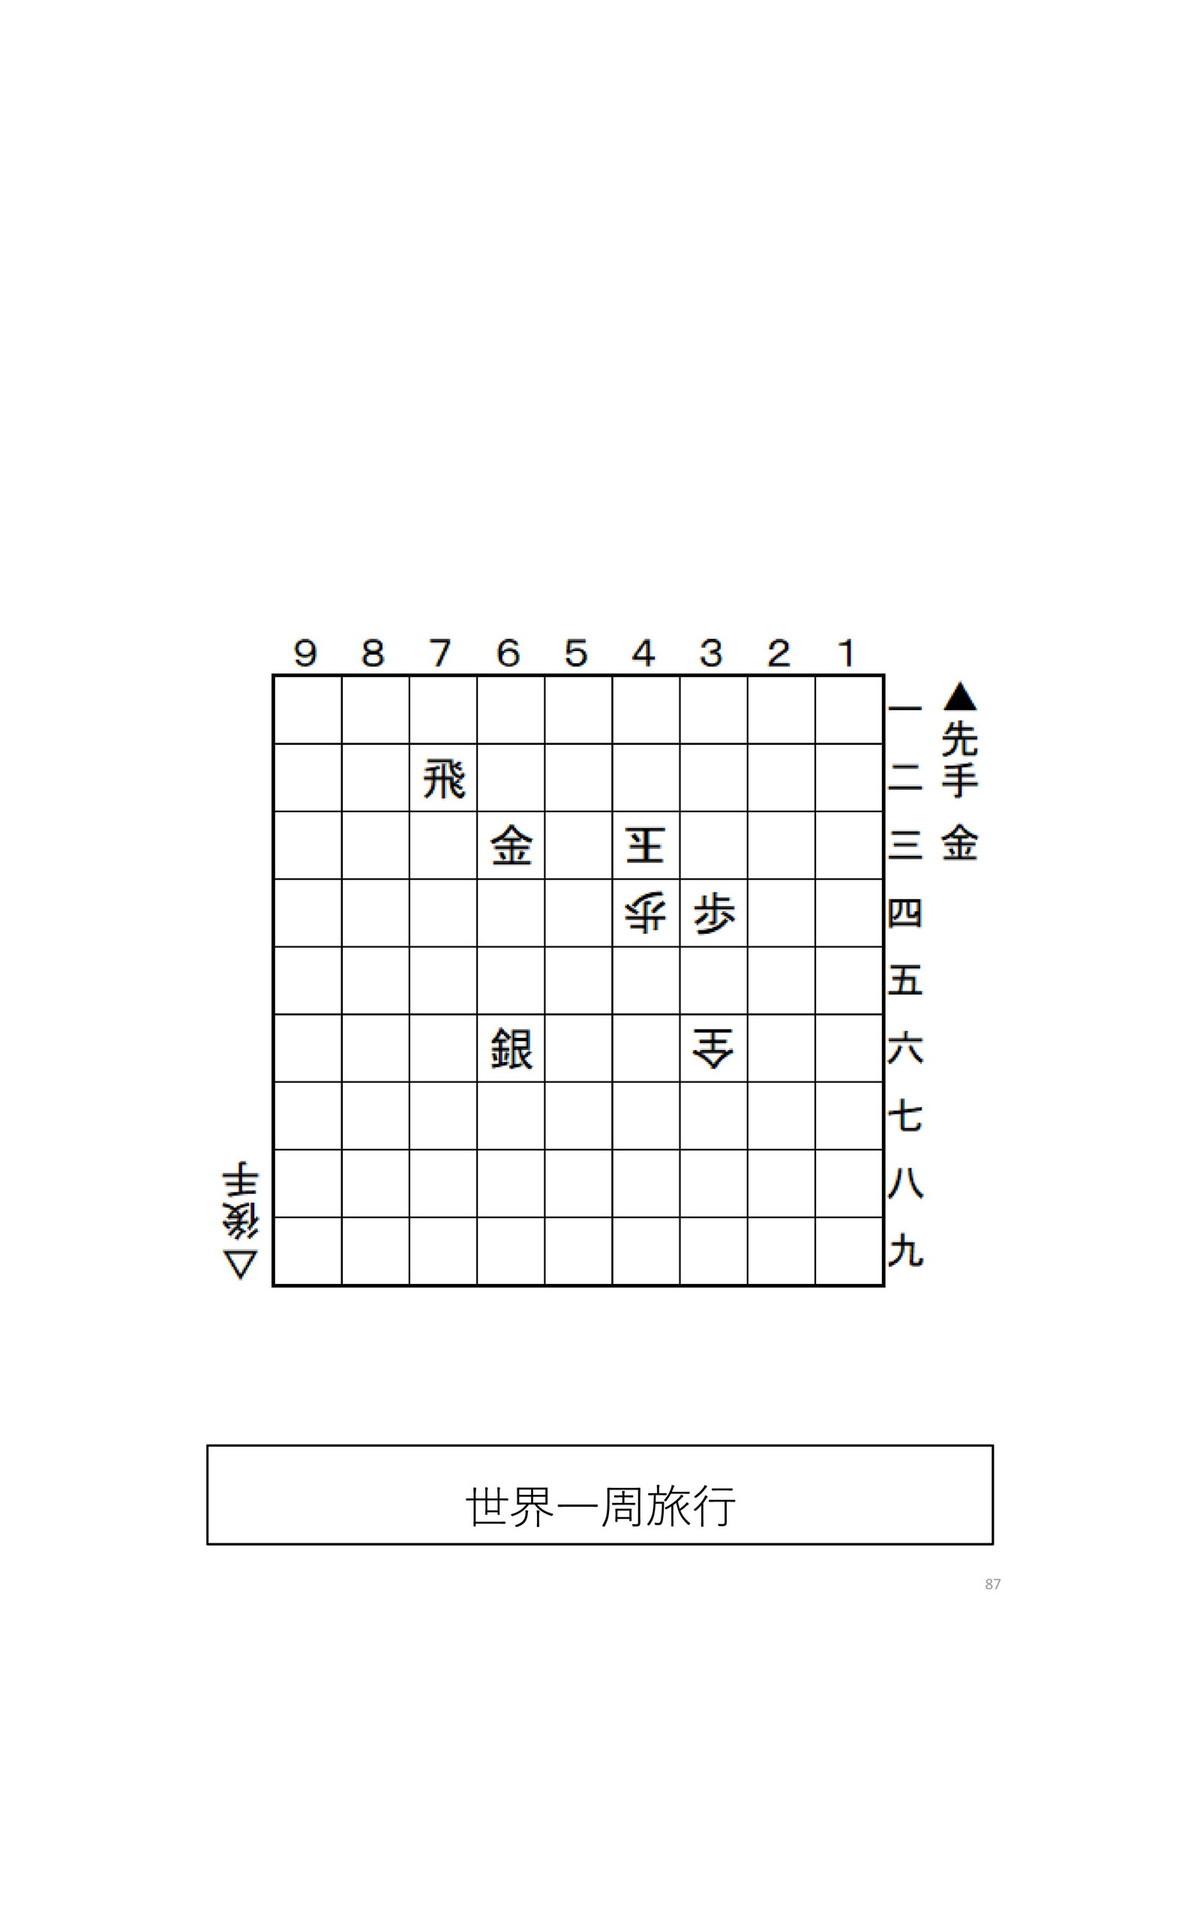 9 8 7 6 5 4 3 2 1
一
飛 二
金 王 三
歩 歩 四
五
銀 金 六
七
八
九
▲先手 金
△後手
世界一周旅行
87